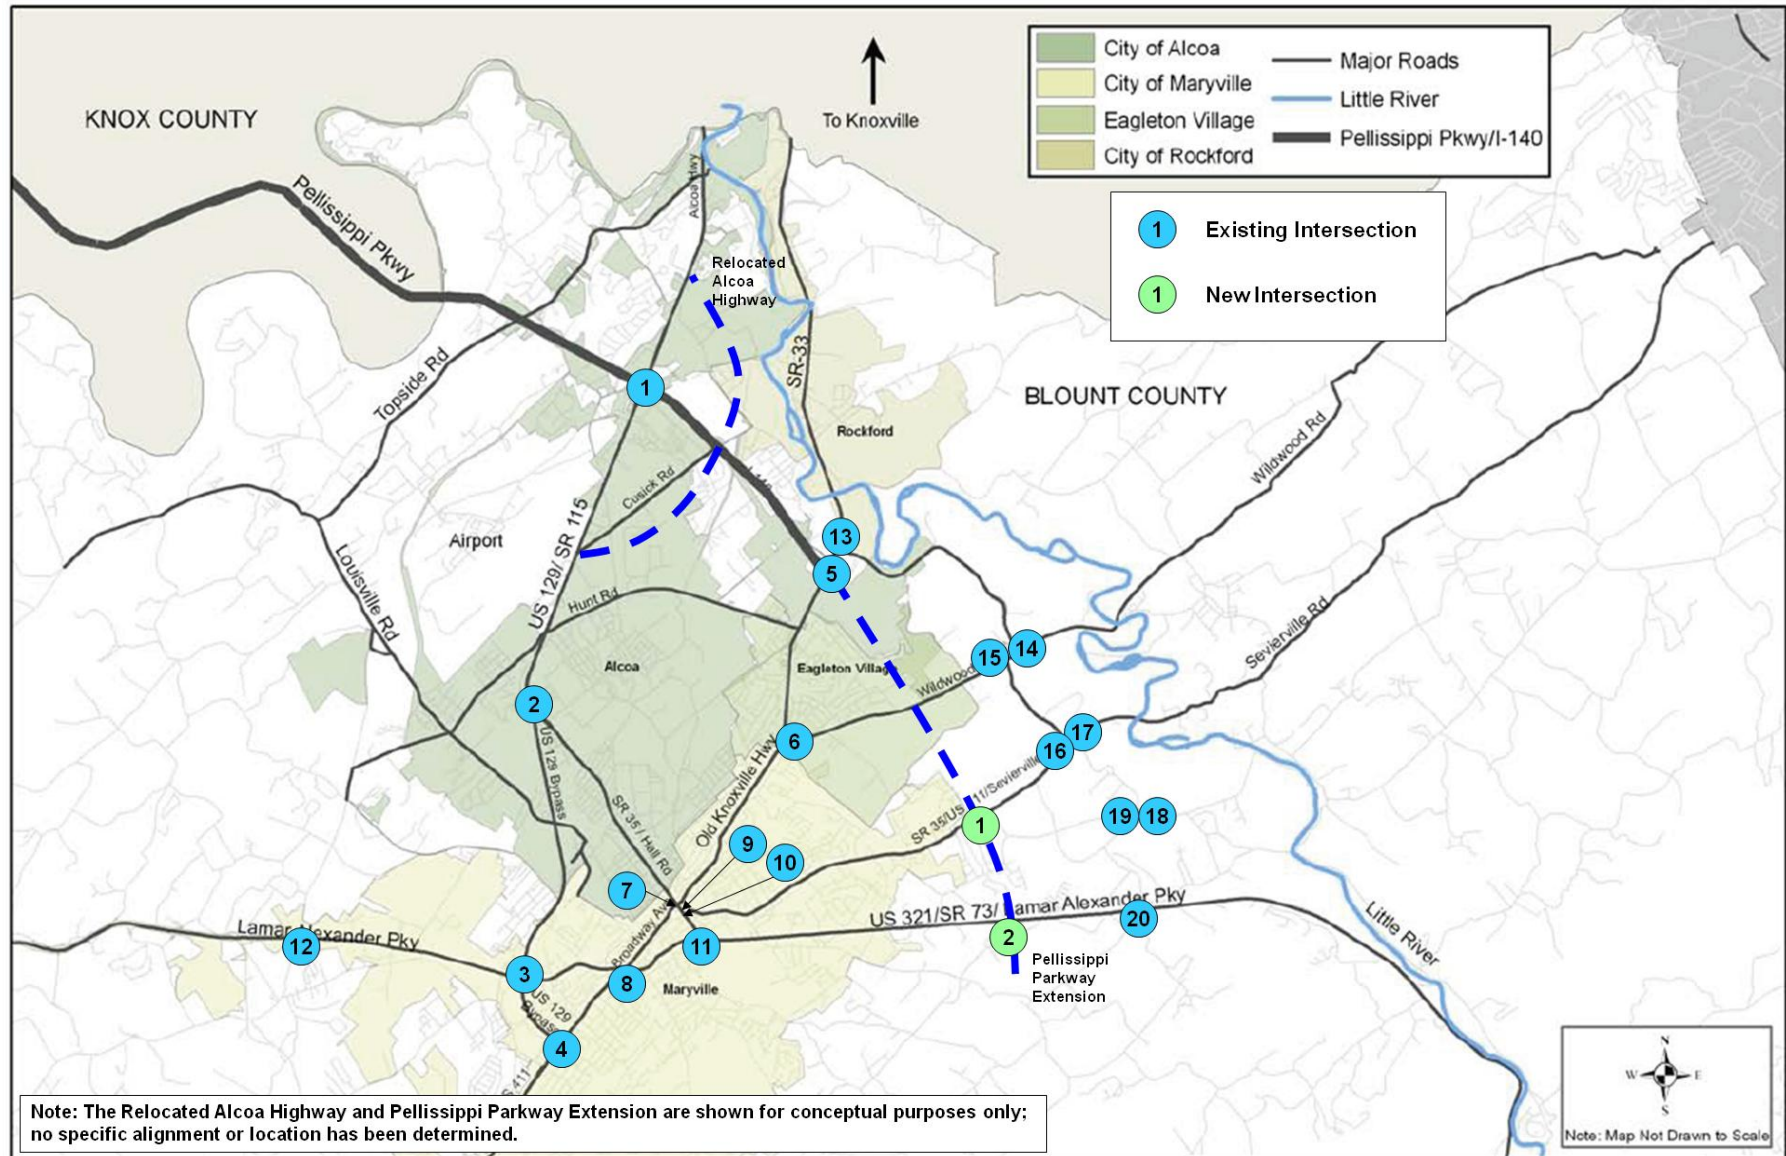 KNOX COUNTY
To Knoxville
City of Alcoa
City of Maryville
Eagleton Village
City of Rockford
Major Roads
Little River
Pellissippi Pkwy/I-140
1 Existing Intersection
1 New Intersection
Pellissippi Pkwy
Alcoa Hwy
Relocated
Alcoa
Highway
SR-33
Topside Rd
1
BLOUNT COUNTY
Rockford
Wildwood Rd
Cusick Rd
US 129/ SR 115
Airport
13
5
Louisville Rd
Hunt Rd
Sevierville Rd
Alcoa
Eagleton Village
Wildwood
15
14
2
US 129 Bypass
6
17
16
Old Knoxville Hwy
SR 35 / Hall Rd
SR 35/US 411/Sevierville
1
19
18
9
10
7
US 321/SR 73/ Lamar Alexander Pky
20
2
Little River
Lamar Alexander Pky
12
Broadway Av
11
3
8
Maryville
US 129
Bypass
4
Pellissippi
Parkway
Extension
N
W
E
S
Note: Map Not Drawn to Scale
Note: The Relocated Alcoa Highway and Pellissippi Parkway Extension are shown for conceptual purposes only;
no specific alignment or location has been determined.